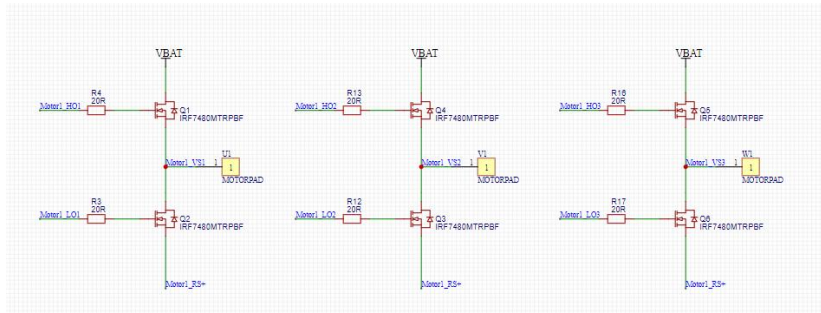 VBAT
VBAT
VBAT
R4
20R
Motor1_HO1
Q1
IRF7480MTRPBF
R13
20R
Motor1_HO2
Q4
IRF7480MTRPBF
R16
20R
Motor1_HO3
Q5
IRF7480MTRPBF
Motor1_VS1 1
U1
1
MOTORPAD
Motor1_VS2 1
V1
1
MOTORPAD
Motor1_VS3 1
W1
1
MOTORPAD
R3
20R
Motor1_LO1
Q2
IRF7480MTRPBF
R12
20R
Motor1_LO2
Q3
IRF7480MTRPBF
R17
20R
Motor1_LO3
Q6
IRF7480MTRPBF
Motor1_RS+
Motor1_RS+
Motor1_RS+